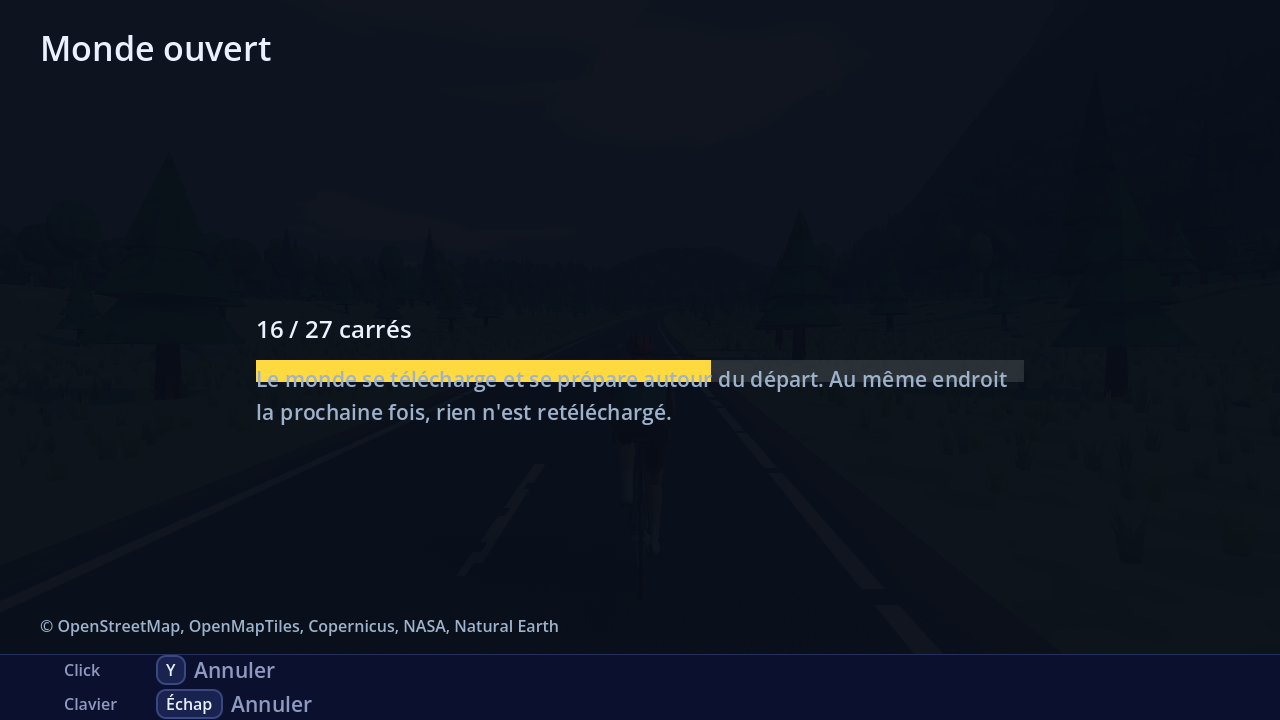 Monde ouvert
16 / 27 carrés
Le monde se télécharge et se prépare autour du départ. Au même endroit
la prochaine fois, rien n'est retéléchargé.
© OpenStreetMap, OpenMapTiles, Copernicus, NASA, Natural Earth
Click Y Annuler
Clavier Échap Annuler